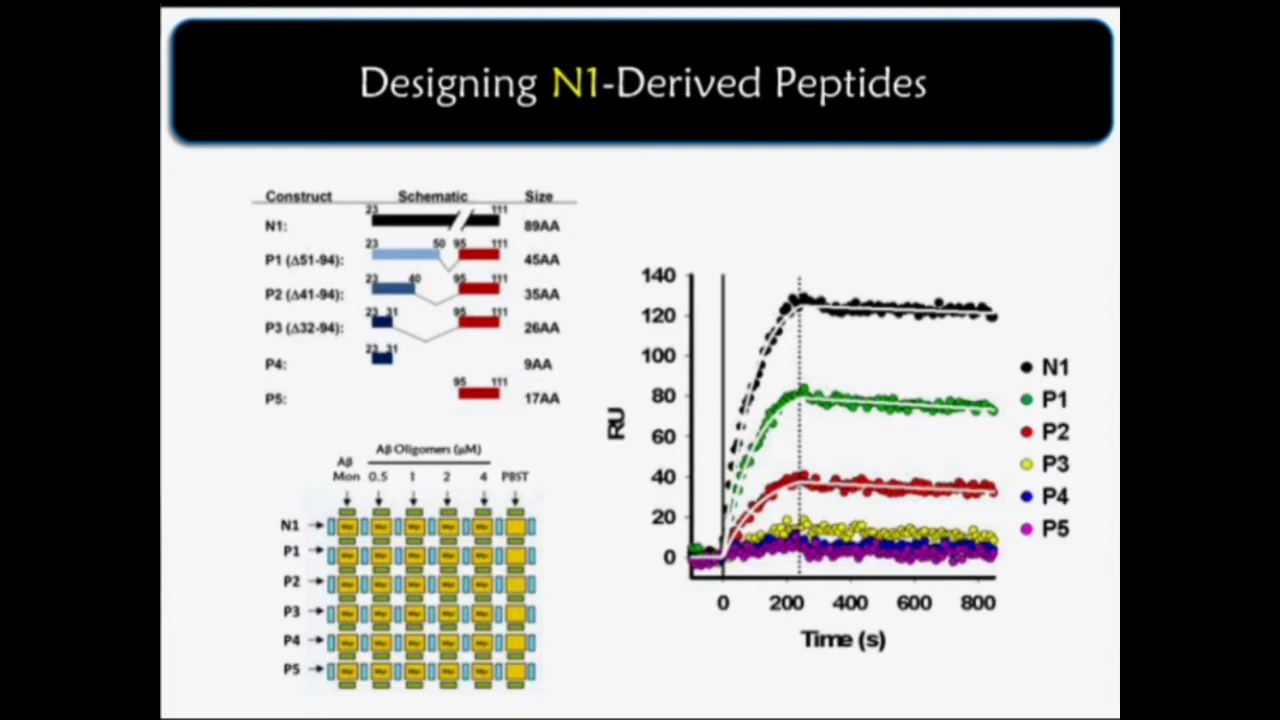 Designing N1-Derived Peptides
Construct Schematic Size
23 111
N1: 89AA
23 50 95 111
P1 (Δ51-94): 45AA
23 40 95 111
P2 (Δ41-94): 35AA
23 31 95 111
P3 (Δ32-94): 26AA
23 31
P4: 9AA
95 111
P5: 17AA
Aβ Oligomers (μM)
Aβ
Mon 0.5 1 2 4 PBST
N1
P1
P2
P3
P4
P5
140
120
100
80
60
40
20
0
RU
0 200 400 600 800
Time (s)
N1
P1
P2
P3
P4
P5